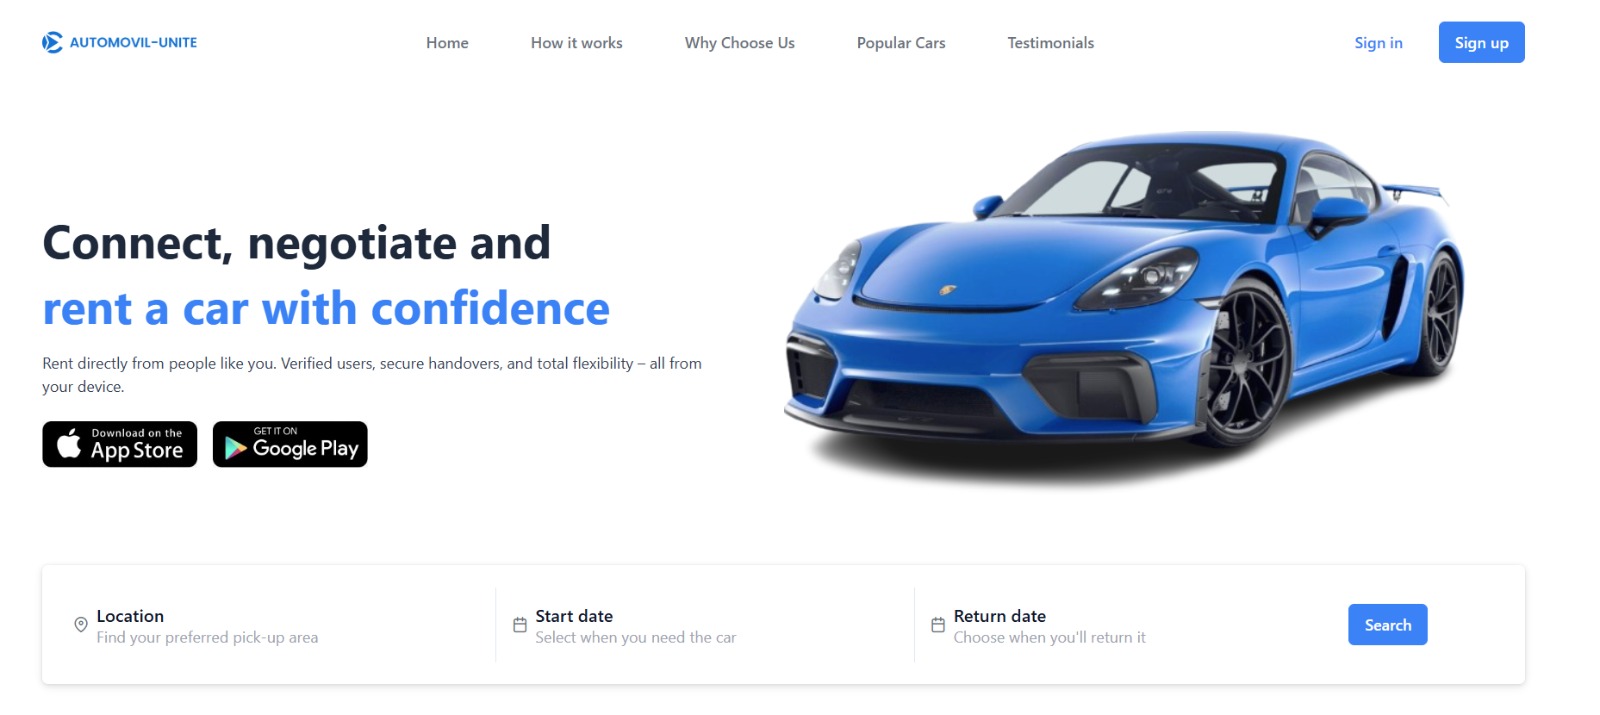 AUTOMOVIL-UNITE
Home
How it works
Why Choose Us
Popular Cars
Testimonials
Sign in
Sign up
Connect, negotiate and
rent a car with confidence
Rent directly from people like you. Verified users, secure handovers, and total flexibility – all from
your device.
Download on the
App Store
GET IT ON
Google Play
Location
Find your preferred pick-up area
Start date
Select when you need the car
Return date
Choose when you'll return it
Search